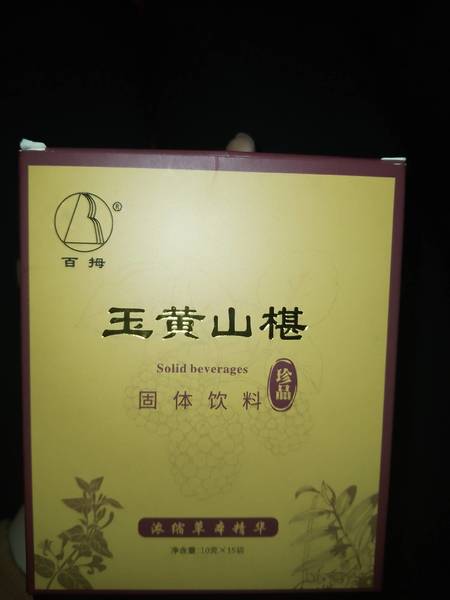 ®
百拇
玉黄山椹
Solid beverages
固体饮料
珍品
浓缩草本精华
净含量:10克×15袋